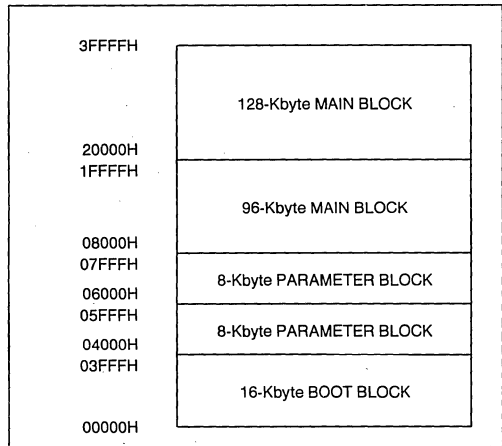 3FFFFH
128-Kbyte MAIN BLOCK
20000H
1FFFFH
96-Kbyte MAIN BLOCK
08000H
07FFFH
8-Kbyte PARAMETER BLOCK
06000H
05FFFH
8-Kbyte PARAMETER BLOCK
04000H
03FFFH
16-Kbyte BOOT BLOCK
00000H